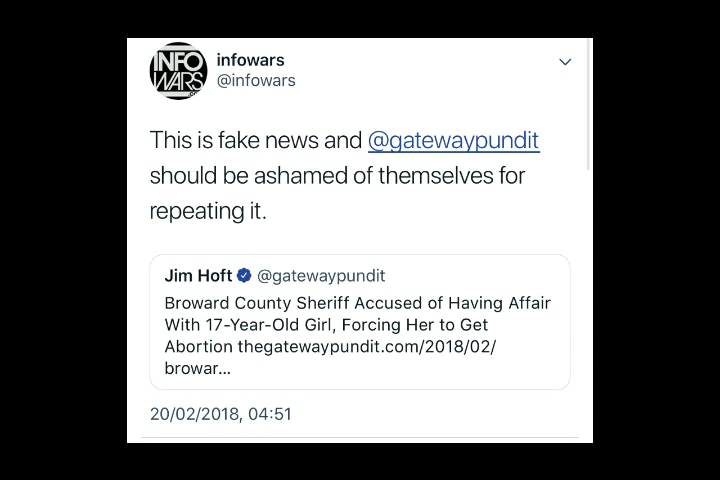 INFO
WARS
infowars
@infowars
This is fake news and @gatewaypundit
should be ashamed of themselves for
repeating it.
Jim Hoft @gatewaypundit
Broward County Sheriff Accused of Having Affair
With 17-Year-Old Girl, Forcing Her to Get
Abortion thegatewaypundit.com/2018/02/
browar...
20/02/2018, 04:51